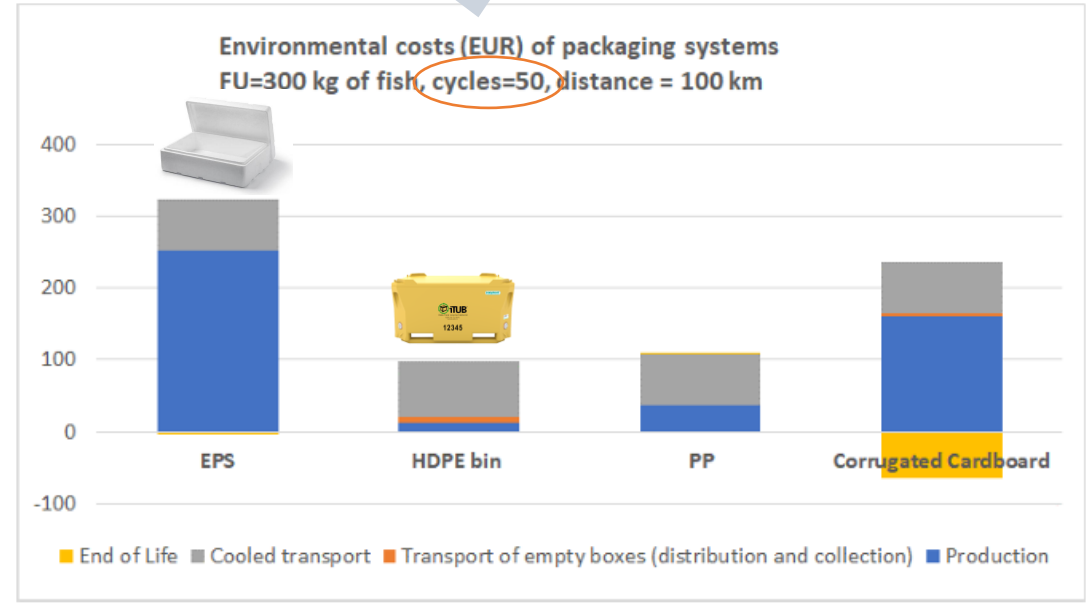 Environmental costs (EUR) of packaging systems
FU=300 kg of fish, cycles=50, distance = 100 km
400
300
200
100
0
-100
iTUB
12345
EPS
HDPE bin
PP
Corrugated Cardboard
End of Life
Cooled transport
Transport of empty boxes (distribution and collection)
Production